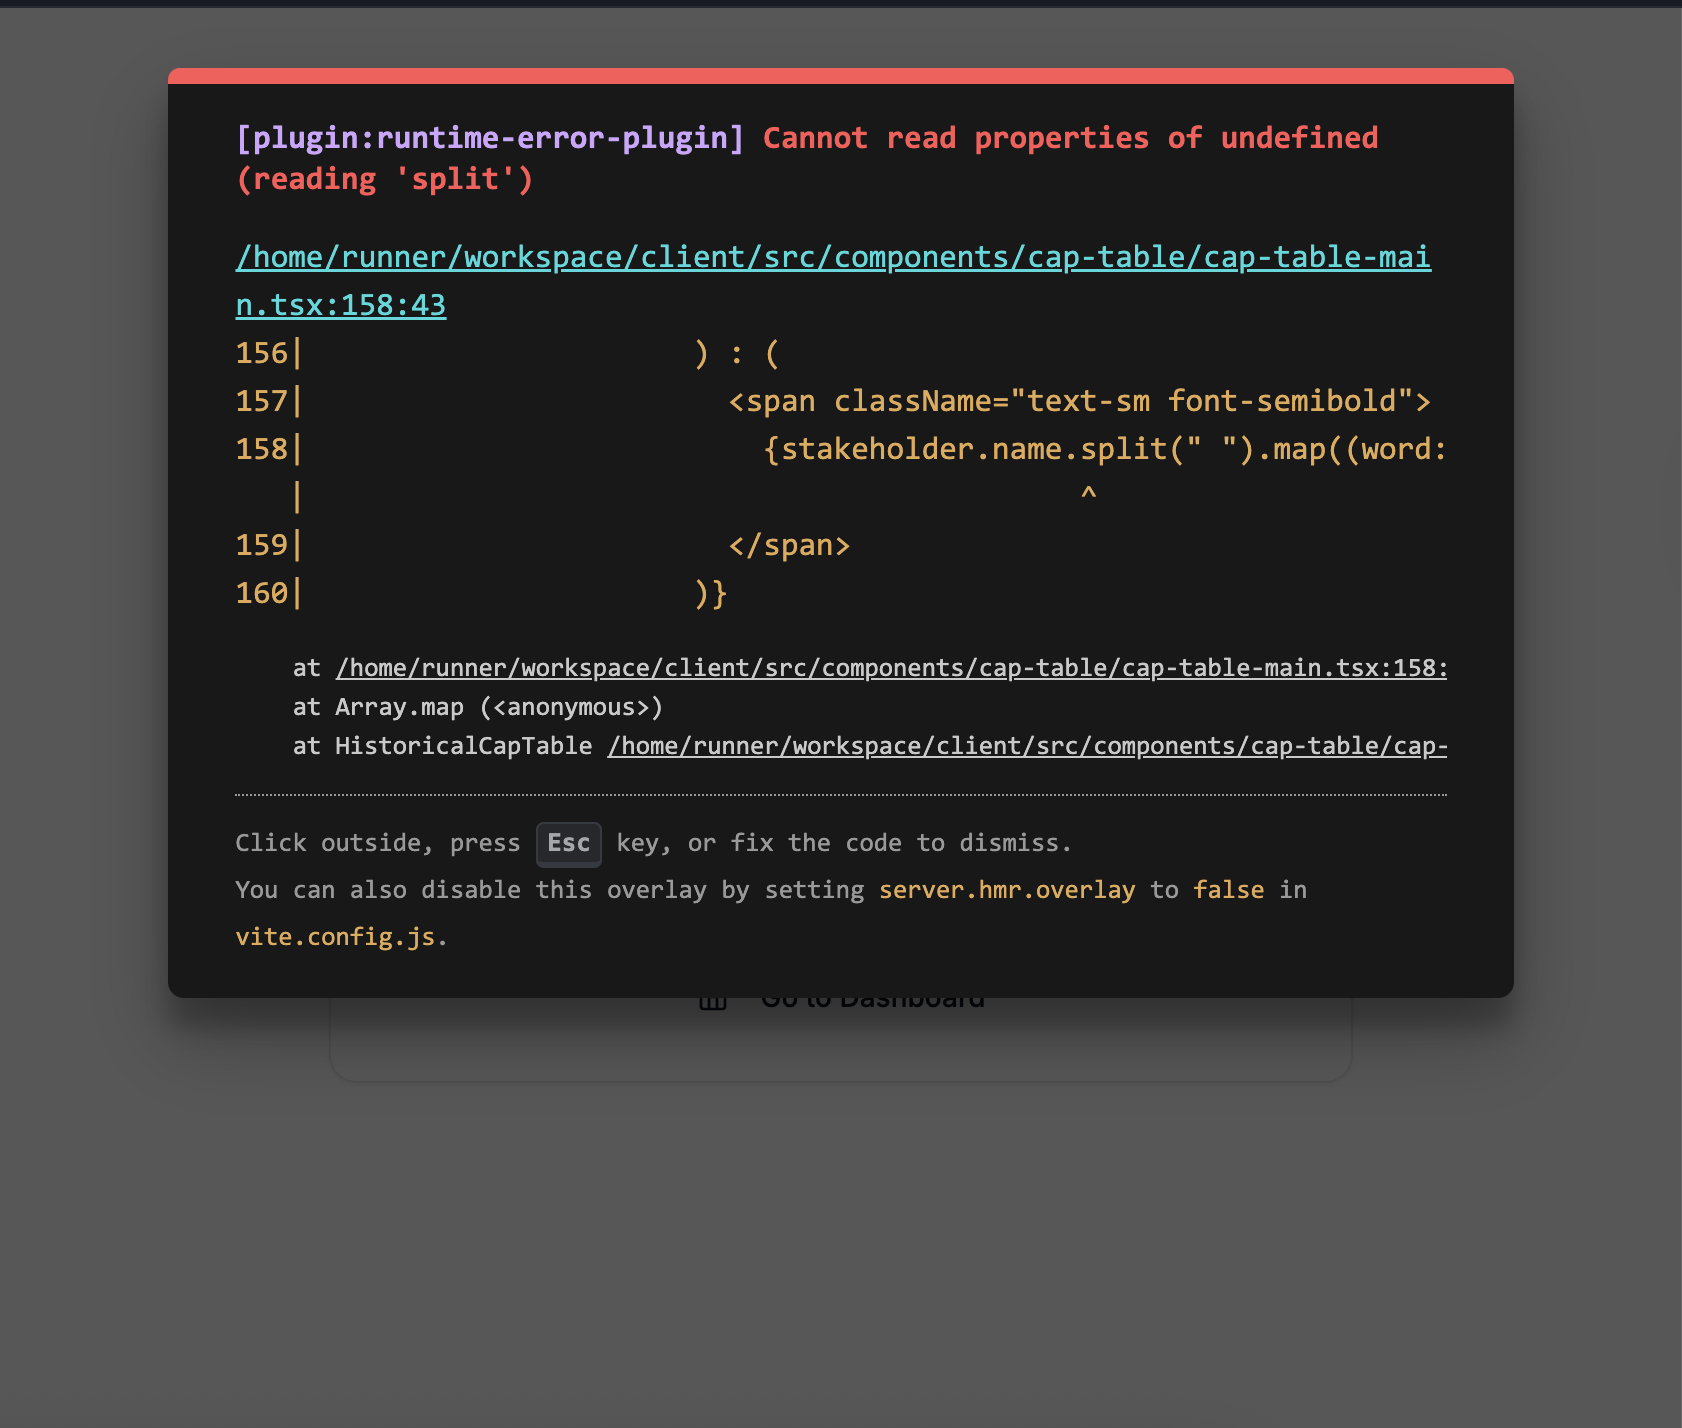 [plugin:runtime-error-plugin] Cannot read properties of undefined
(reading 'split')
/home/runner/workspace/client/src/components/cap-table/cap-table-mai
n.tsx:158:43
156|                      ) : (
157|                        <span className="text-sm font-semibold">
158|                          {stakeholder.name.split(" ").map((word:
   |                                            ^
159|                        </span>
160|                      )}
at /home/runner/workspace/client/src/components/cap-table/cap-table-main.tsx:158:
at Array.map (<anonymous>)
at HistoricalCapTable /home/runner/workspace/client/src/components/cap-table/cap-
Click outside, press Esc key, or fix the code to dismiss.
You can also disable this overlay by setting server.hmr.overlay to false in
vite.config.js.
Go to Dashboard